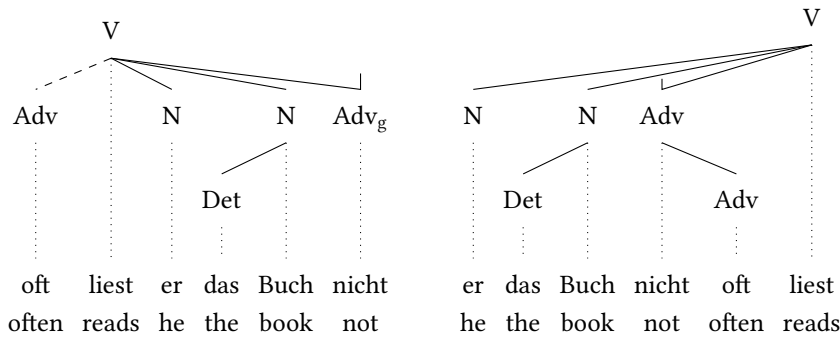 V V
Adv N N Adv_g N N Adv
Det Det Adv
oft liest er das Buch nicht er das Buch nicht oft liest
often reads he the book not he the book not often reads